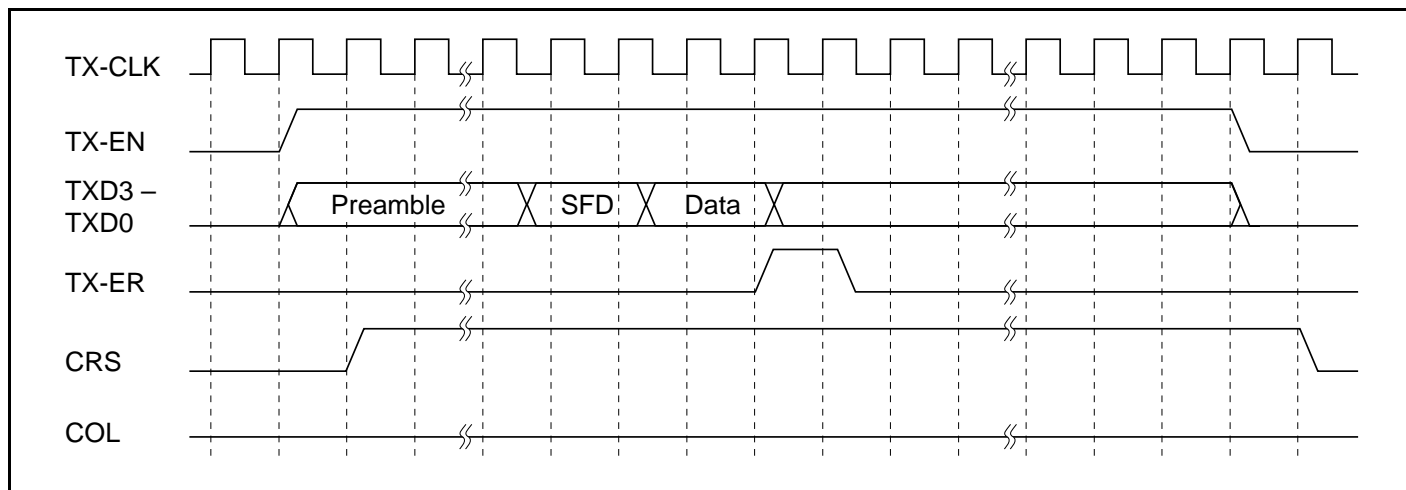 TX-CLK
TX-EN
TXD3 –
TXD0
Preamble
SFD
Data
TX-ER
CRS
COL